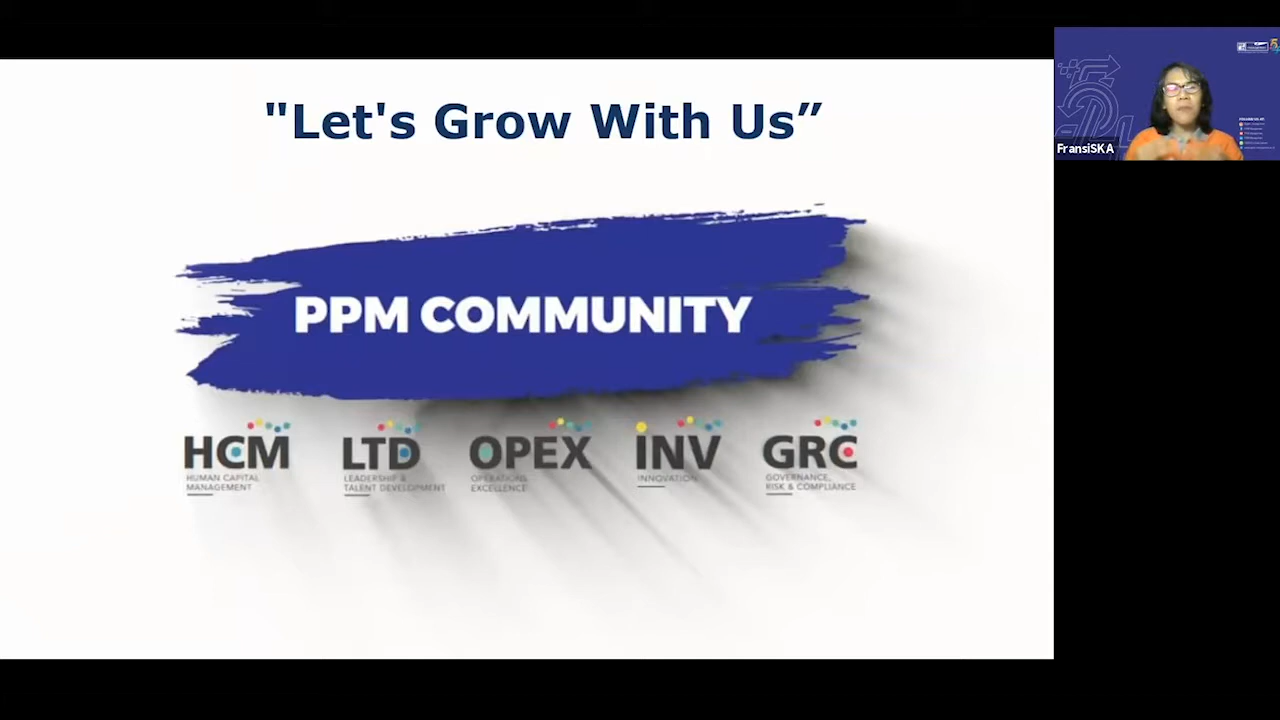 "Let's Grow With Us”
PPM COMMUNITY
HCM
HUMAN CAPITAL
MANAGEMENT
LTD
LEADERSHIP &
TALENT DEVELOPMENT
OPEX
OPERATIONS
EXCELLENCE
INV
INNOVATION
GRC
GOVERNANCE,
RISK & COMPLIANCE
FransiSKA